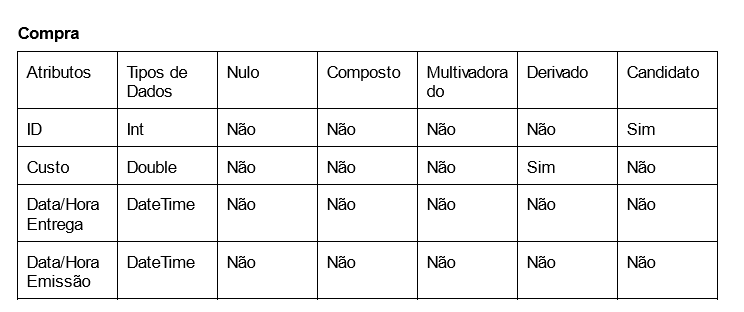 Compra
Atributos Tipos de Dados Nulo Composto Multivadora do Derivado Candidato
ID Int Não Não Não Não Sim
Custo Double Não Não Não Sim Não
Data/Hora Entrega DateTime Não Não Não Não Não
Data/Hora Emissão DateTime Não Não Não Não Não